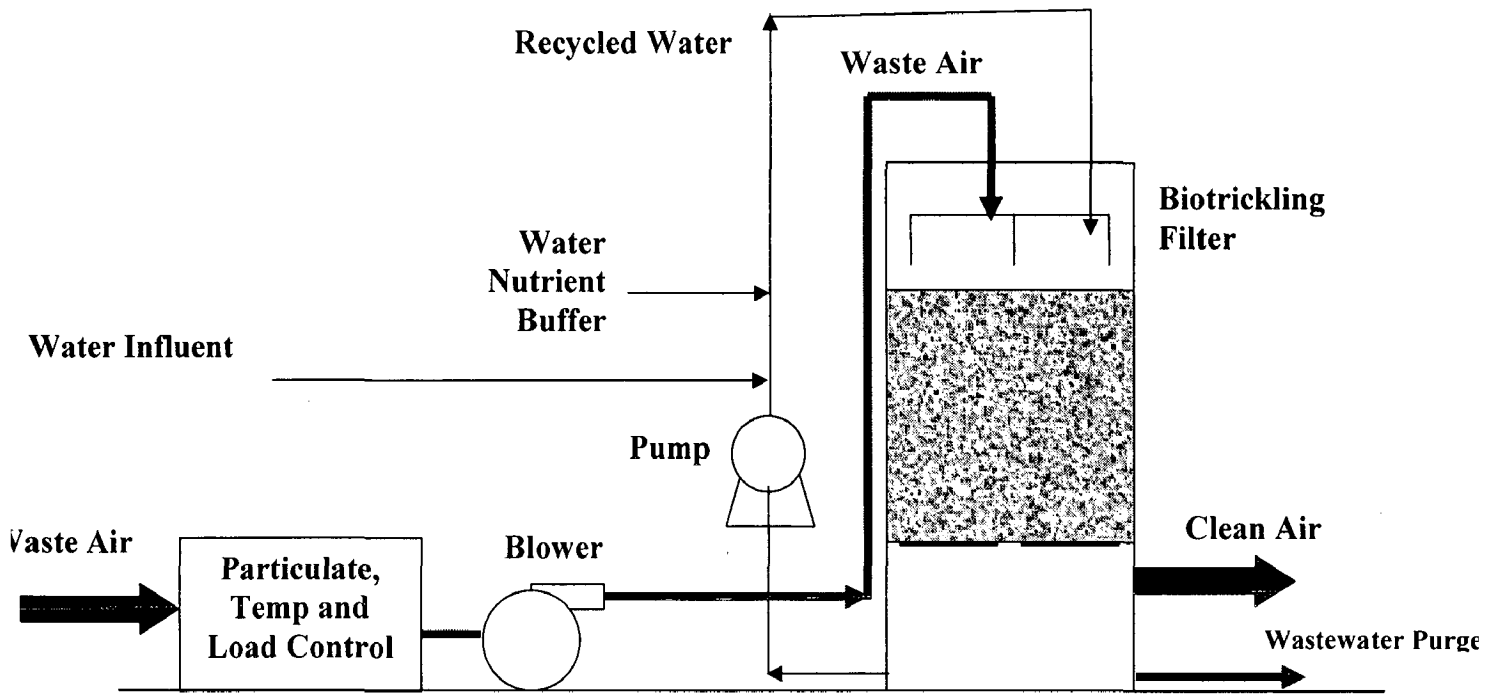 Recycled Water
Waste Air
Biotrickling
Filter
Water
Nutrient
Buffer
Water Influent
Pump
Waste Air
Blower
Clean Air
Particulate,
Temp and
Load Control
Wastewater Purge